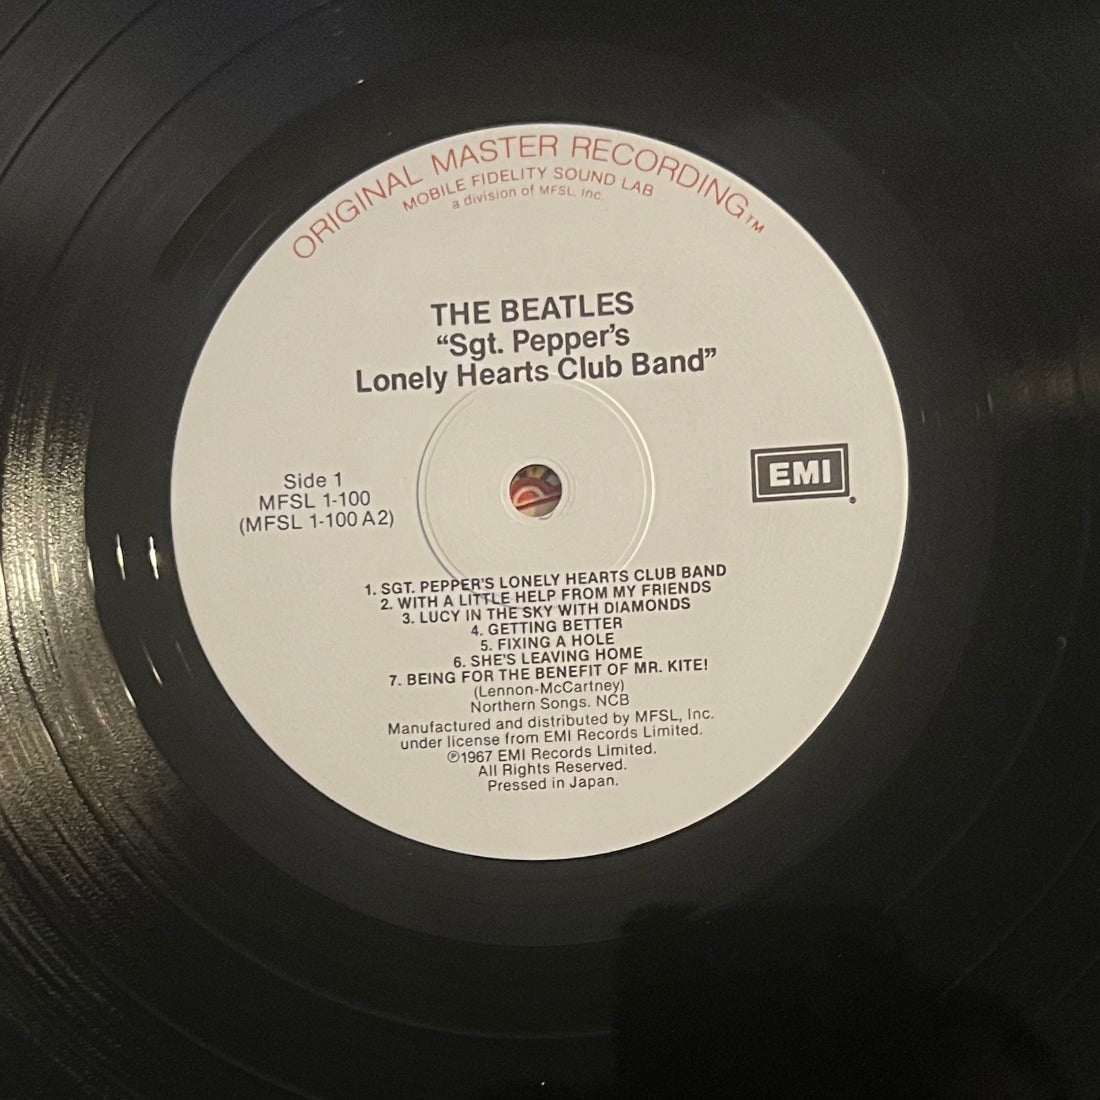 ORIGINAL MASTER RECORDING™
MOBILE FIDELITY SOUND LAB
a division of MFSL, Inc.
THE BEATLES
“Sgt. Pepper’s
Lonely Hearts Club Band”
Side 1
MFSL 1-100
(MFSL 1-100 A2)
EMI
1. SGT. PEPPER'S LONELY HEARTS CLUB BAND
2. WITH A LITTLE HELP FROM MY FRIENDS
3. LUCY IN THE SKY WITH DIAMONDS
4. GETTING BETTER
5. FIXING A HOLE
6. SHE'S LEAVING HOME
7. BEING FOR THE BENEFIT OF MR. KITE!
(Lennon-McCartney)
Northern Songs. NCB
Manufactured and distributed by MFSL, Inc.
under license from EMI Records Limited.
℗1967 EMI Records Limited.
All Rights Reserved.
Pressed in Japan.